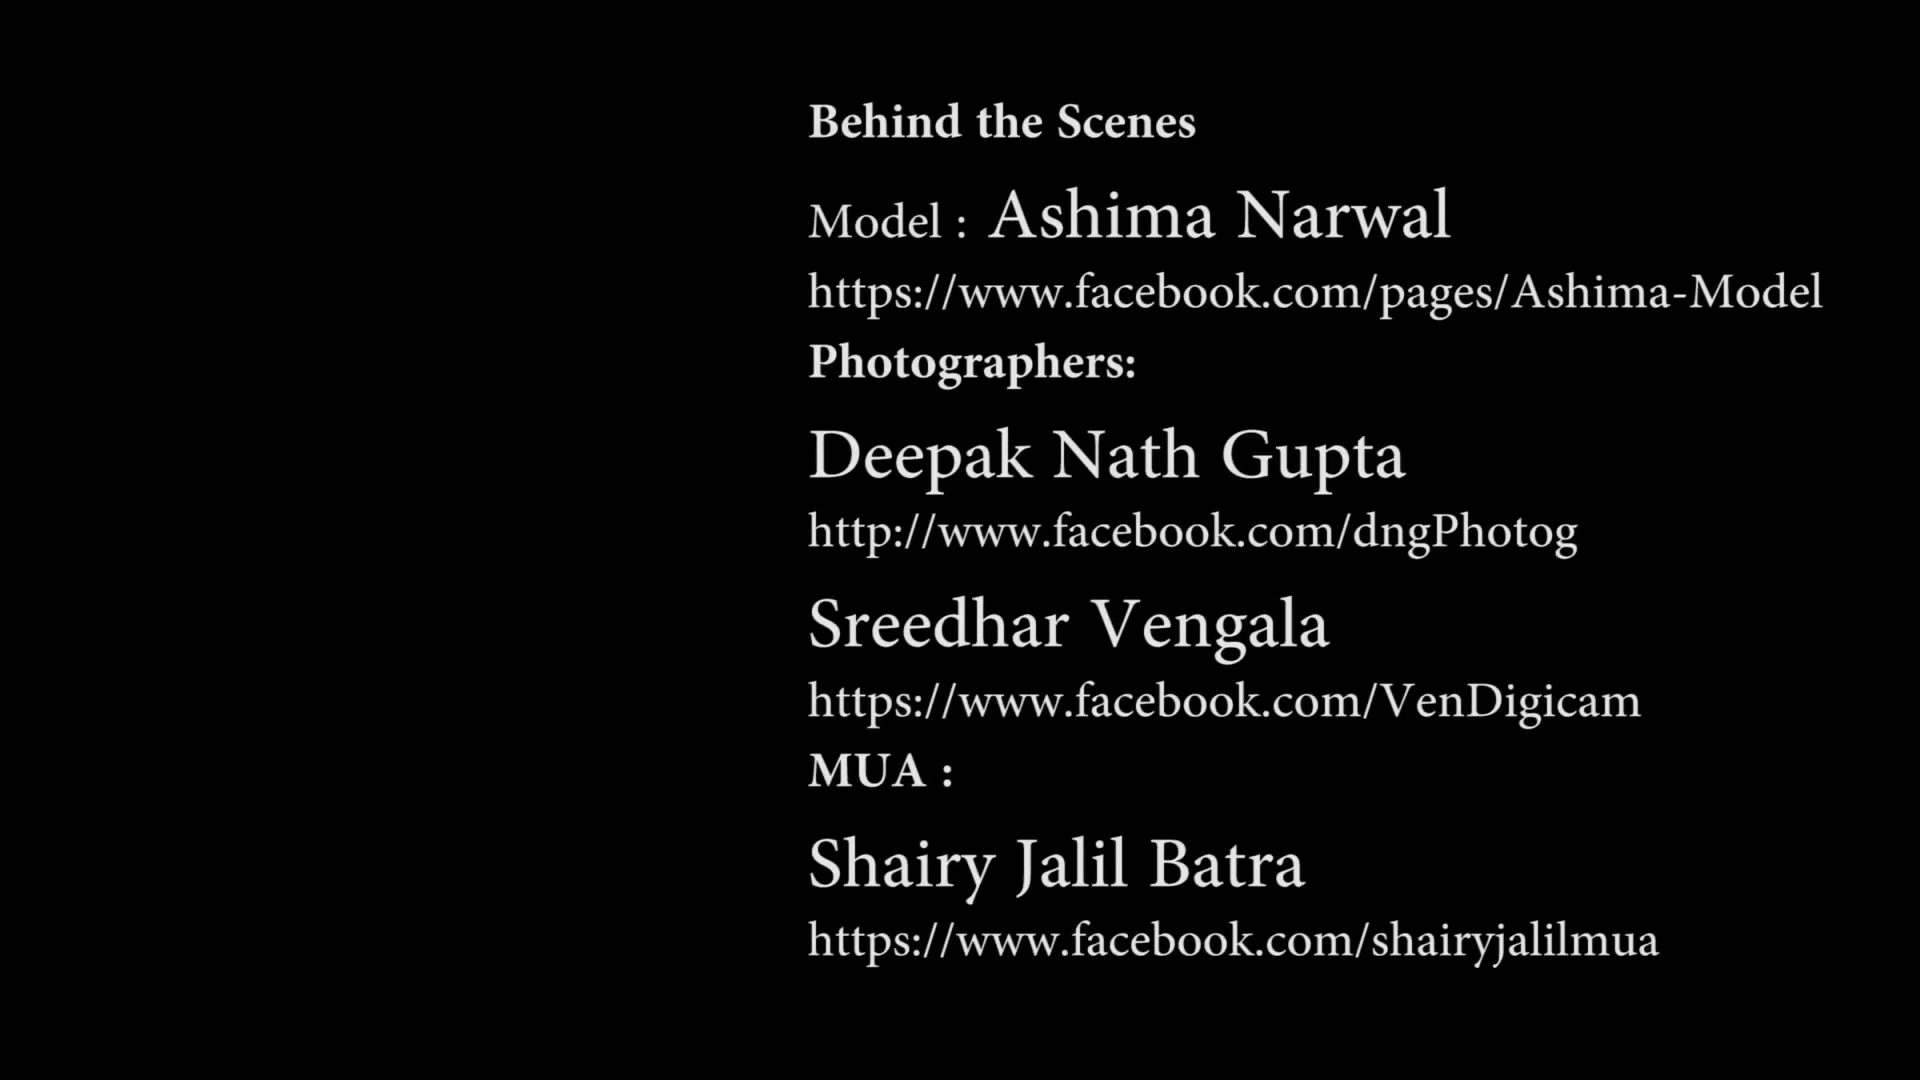 Behind the Scenes
Model : Ashima Narwal
https://www.facebook.com/pages/Ashima-Model
Photographers:
Deepak Nath Gupta
http://www.facebook.com/dngPhotog
Sreedhar Vengala
https://www.facebook.com/VenDigicam
MUA :
Shairy Jalil Batra
https://www.facebook.com/shairyjalilmua